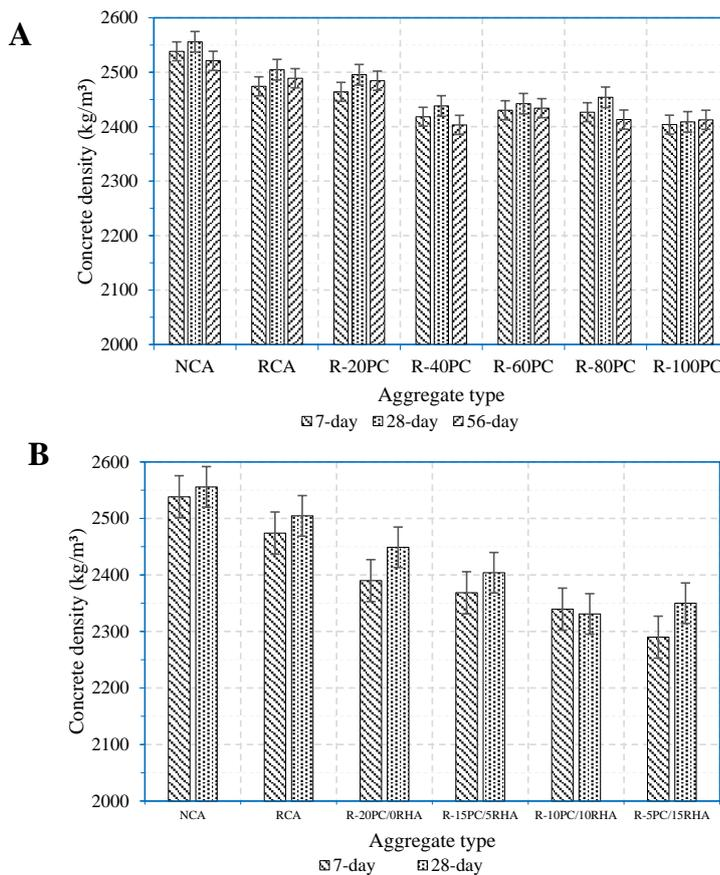 A
Concrete density (kg/m³)
2600
2500
2400
2300
2200
2100
2000
NCA RCA R-20PC R-40PC R-60PC R-80PC R-100PC
Aggregate type
7-day 28-day 56-day
B
Concrete density (kg/m³)
2600
2500
2400
2300
2200
2100
2000
NCA RCA R-20PC/0RHA R-15PC/5RHA R-10PC/10RHA R-5PC/15RHA
Aggregate type
7-day 28-day